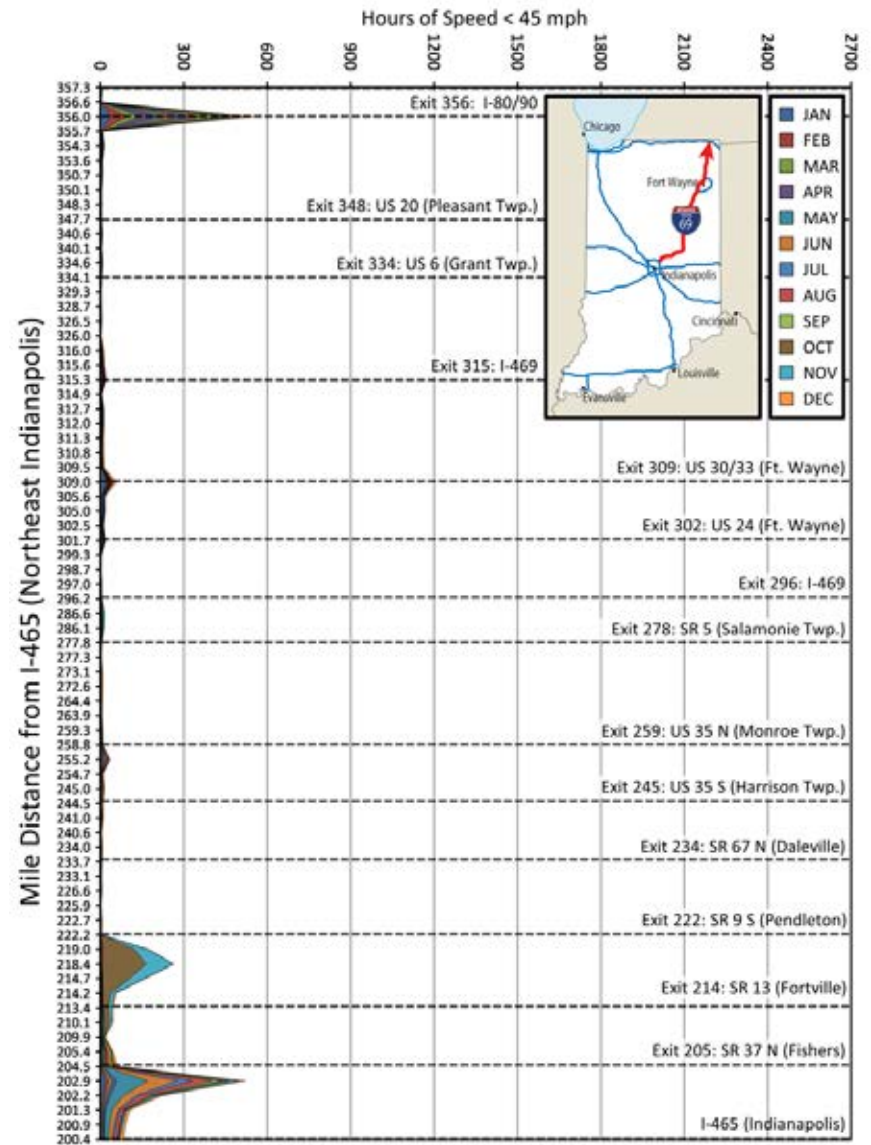 Hours of Speed < 45 mph
0 300 600 900 1200 1500 1800 2100 2400 2700
Mile Distance from I-465 (Northeast Indianapolis)
357.3
356.6
356.0
355.7
354.3
353.6
350.7
350.1
348.3
347.7
340.6
340.1
334.6
334.1
329.3
328.7
326.5
326.0
316.0
315.6
315.3
314.9
312.7
312.0
311.3
310.8
309.5
309.0
305.6
305.0
302.5
301.7
299.3
298.7
297.0
296.2
286.6
286.1
277.8
277.3
273.1
272.6
264.4
263.9
259.3
258.8
255.2
254.7
245.0
244.5
241.0
240.6
234.0
233.7
233.1
226.6
225.9
222.7
222.2
219.0
218.4
214.7
214.2
213.4
210.1
209.9
205.4
204.5
202.9
202.2
201.3
200.9
200.4
Exit 356: I-80/90
Exit 348: US 20 (Pleasant Twp.)
Exit 334: US 6 (Grant Twp.)
Exit 315: I-469
Exit 309: US 30/33 (Ft. Wayne)
Exit 302: US 24 (Ft. Wayne)
Exit 296: I-469
Exit 278: SR 5 (Salamonie Twp.)
Exit 259: US 35 N (Monroe Twp.)
Exit 245: US 35 S (Harrison Twp.)
Exit 234: SR 67 N (Daleville)
Exit 222: SR 9 S (Pendleton)
Exit 214: SR 13 (Fortville)
Exit 205: SR 37 N (Fishers)
I-465 (Indianapolis)
Chicago
Fort Wayne
69
Indianapolis
Cincinnati
Louisville
Evansville
JAN
FEB
MAR
APR
MAY
JUN
JUL
AUG
SEP
OCT
NOV
DEC